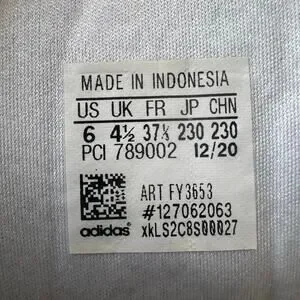 MADE IN INDONESIA
US UK FR JP CHN
6 4½ 37⅓ 230 230
PCI 789002 12/20
ART FY3653
#127062063
adidas xkLS2C8S00027